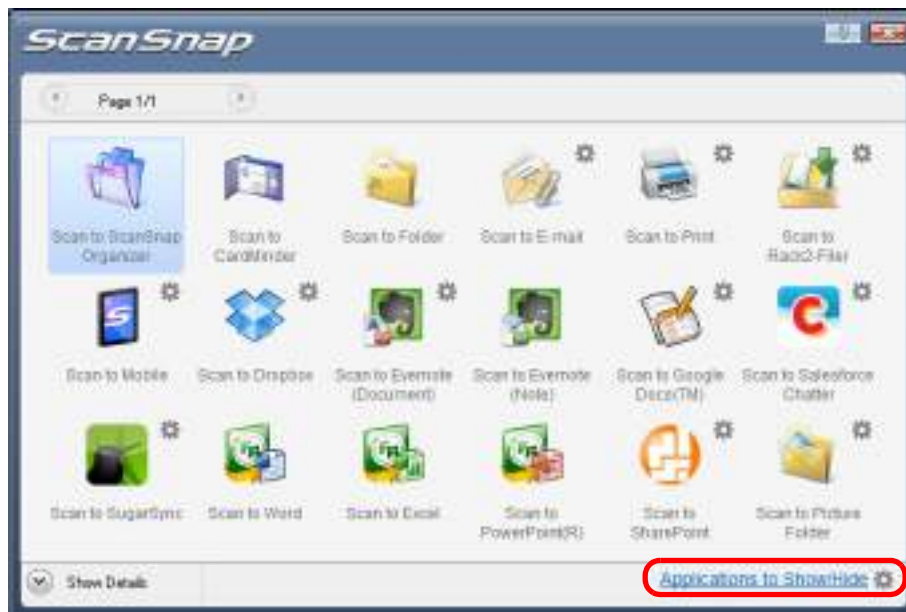 ScanSnap
Page 1/1
Scan to ScanSnap
Organizer
Scan to
CardMinder
Scan to Folder
Scan to E-mail
Scan to Print
Scan to
Rack2-Filer
Scan to Mobile
Scan to Dropbox
Scan to Evernote
(Document)
Scan to Evernote
(Note)
Scan to Google
Docs(TM)
Scan to Salesforce
Chatter
Scan to SugarSync
Scan to Word
Scan to Excel
Scan to
PowerPoint(R)
Scan to
SharePoint
Scan to Picture
Folder
Show Details
Applications to Show/Hide